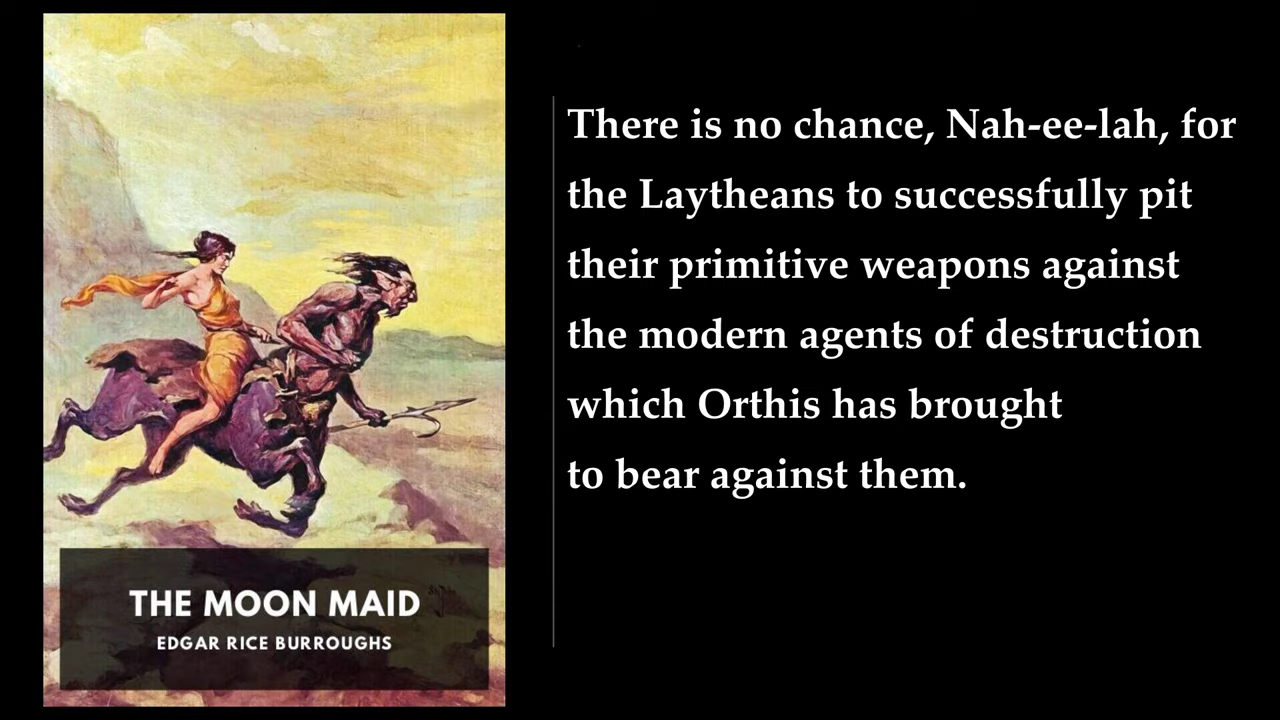 THE MOON MAID
EDGAR RICE BURROUGHS
There is no chance, Nah-ee-lah, for
the Laytheans to successfully pit
their primitive weapons against
the modern agents of destruction
which Orthis has brought
to bear against them.